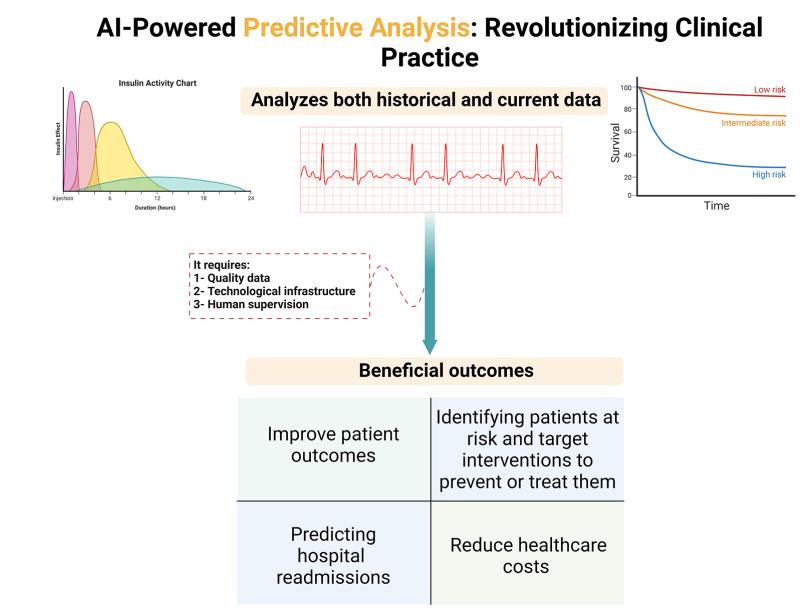 AI-Powered Predictive Analysis: Revolutionizing Clinical
Practice
Insulin Activity Chart
Insulin Effect
Injection
6
12
18
24
Duration (hours)
Analyzes both historical and current data
100
80
60
40
20
0
Survival
Low risk
Intermediate risk
High risk
Time
It requires:
1- Quality data
2- Technological infrastructure
3- Human supervision
Beneficial outcomes
Improve patient
outcomes
Identifying patients at
risk and target
interventions to
prevent or treat them
Predicting
hospital
readmissions
Reduce healthcare
costs